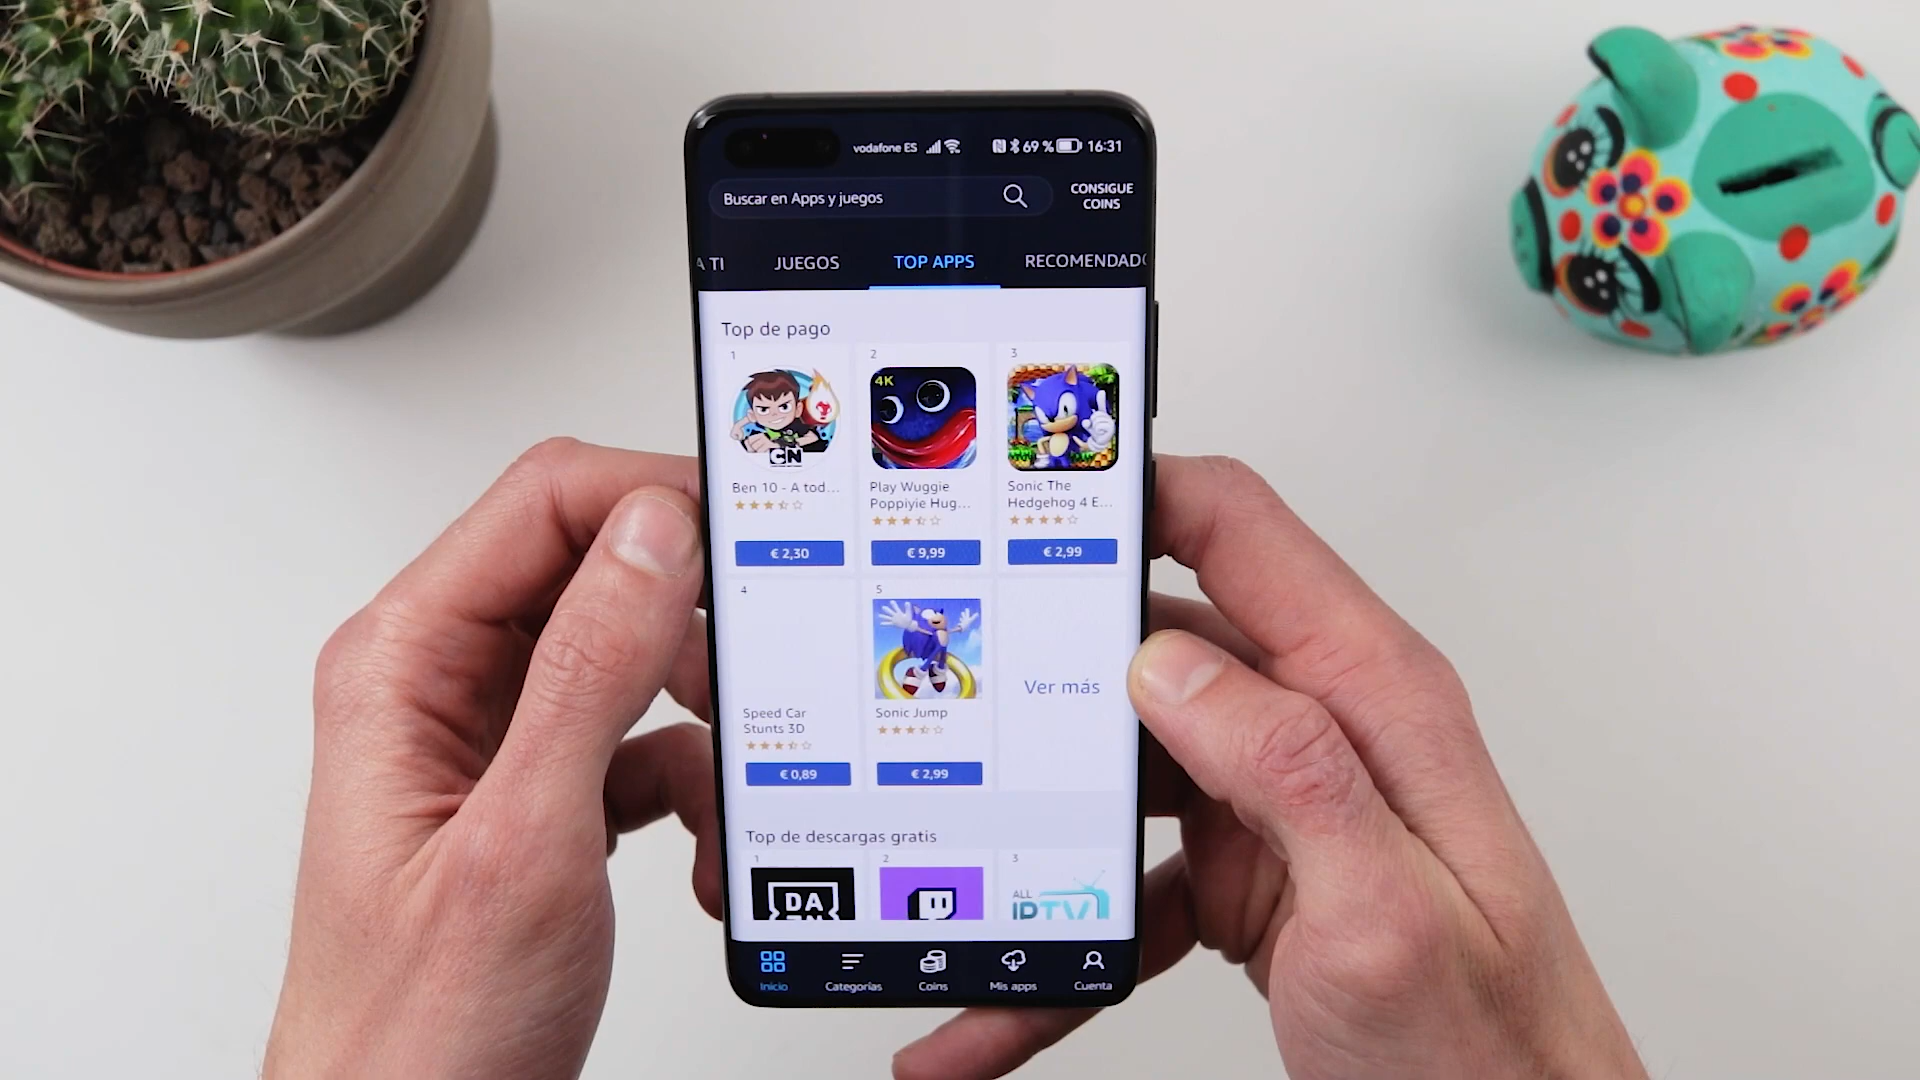 vodafone ES 69 % 16:31
Buscar en Apps y juegos
CONSIGUE
COINS
A TI JUEGOS TOP APPS RECOMENDADO
Top de pago
1 2 3
4K
CN
Ben 10 - A tod...
Play Wuggie
Poppiyie Hug...
Sonic The
Hedgehog 4 E...
€ 2,30 € 9,99 € 2,99
4 5
Ver más
Speed Car
Stunts 3D
Sonic Jump
€ 0,89 € 2,99
Top de descargas gratis
1 2 3
DA
ALL
IPTV
Inicio Categorías Coins Mis apps Cuenta